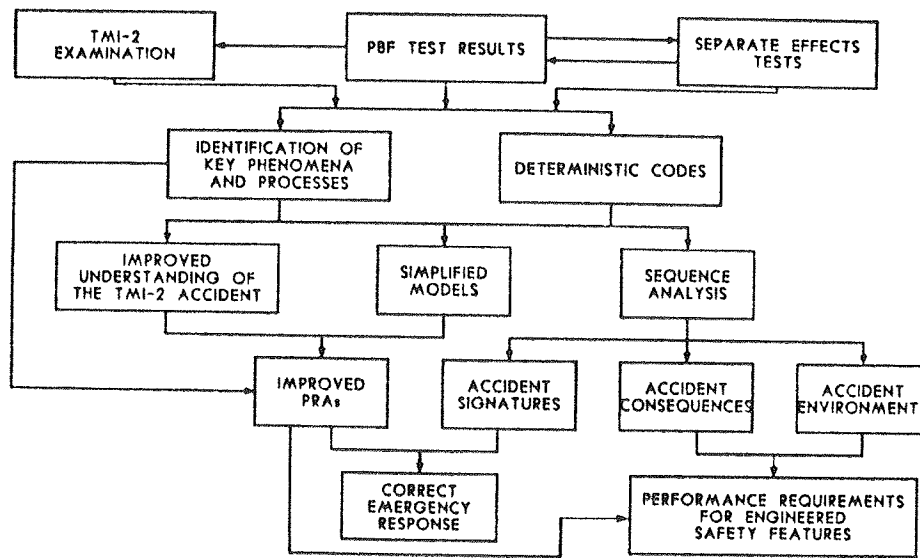 TMI-2
EXAMINATION
PBF TEST RESULTS
SEPARATE EFFECTS
TESTS
IDENTIFICATION OF
KEY PHENOMENA
AND PROCESSES
DETERMINISTIC CODES
IMPROVED
UNDERSTANDING OF
THE TMI-2 ACCIDENT
SIMPLIFIED
MODELS
SEQUENCE
ANALYSIS
IMPROVED
PRAs
ACCIDENT
SIGNATURES
ACCIDENT
CONSEQUENCES
ACCIDENT
ENVIRONMENT
CORRECT
EMERGENCY
RESPONSE
PERFORMANCE REQUIREMENTS
FOR ENGINEERED
SAFETY FEATURES